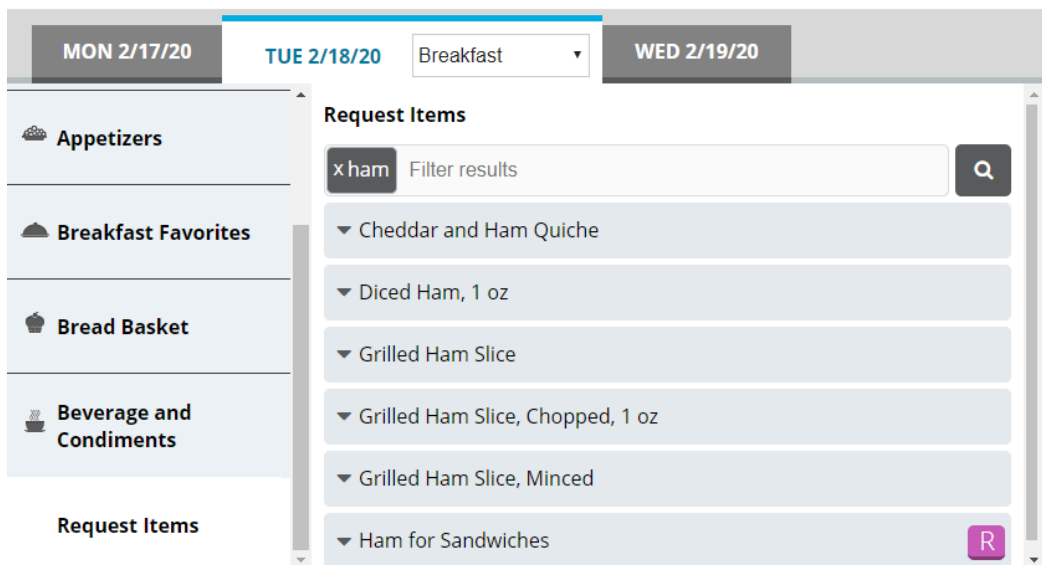 MON 2/17/20
TUE 2/18/20
Breakfast
WED 2/19/20
Appetizers
Breakfast Favorites
Bread Basket
Beverage and
Condiments
Request Items
Request Items
x ham
Filter results
Cheddar and Ham Quiche
Diced Ham, 1 oz
Grilled Ham Slice
Grilled Ham Slice, Chopped, 1 oz
Grilled Ham Slice, Minced
Ham for Sandwiches
R